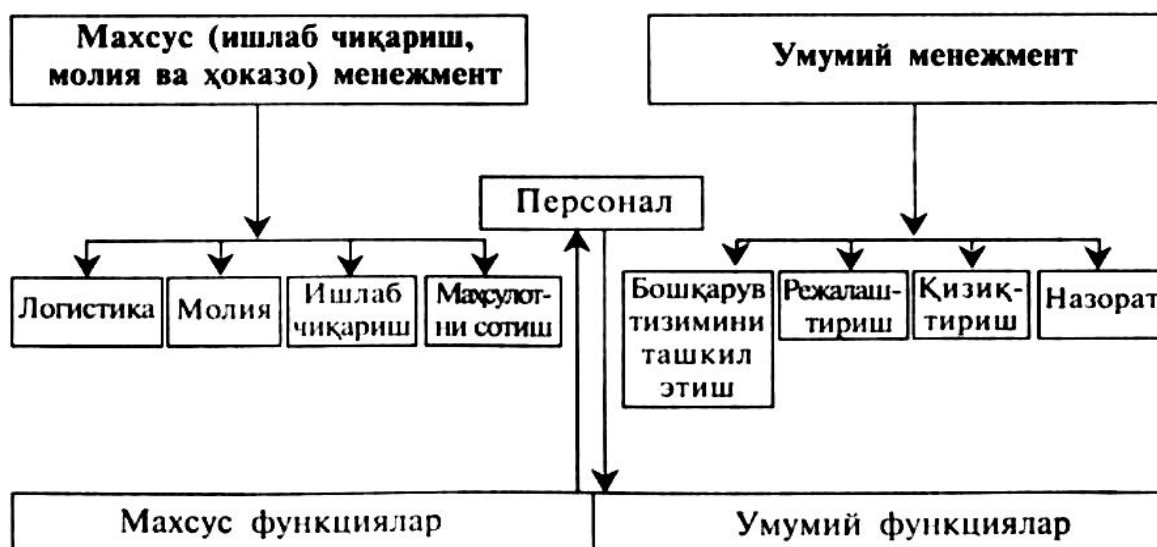 Махсус (ишлаб чиқариш,
молия ва ҳоказо) менежмент
Умумий менежмент
Персонал
Логистика
Молия
Ишлаб
чиқариш
Маҳсулот-
ни сотиш
Бошқарув
тизимини
ташкил
этиш
Режалаш-
тириш
Қизиқ-
тириш
Назорат
Махсус функциялар
Умумий функциялар